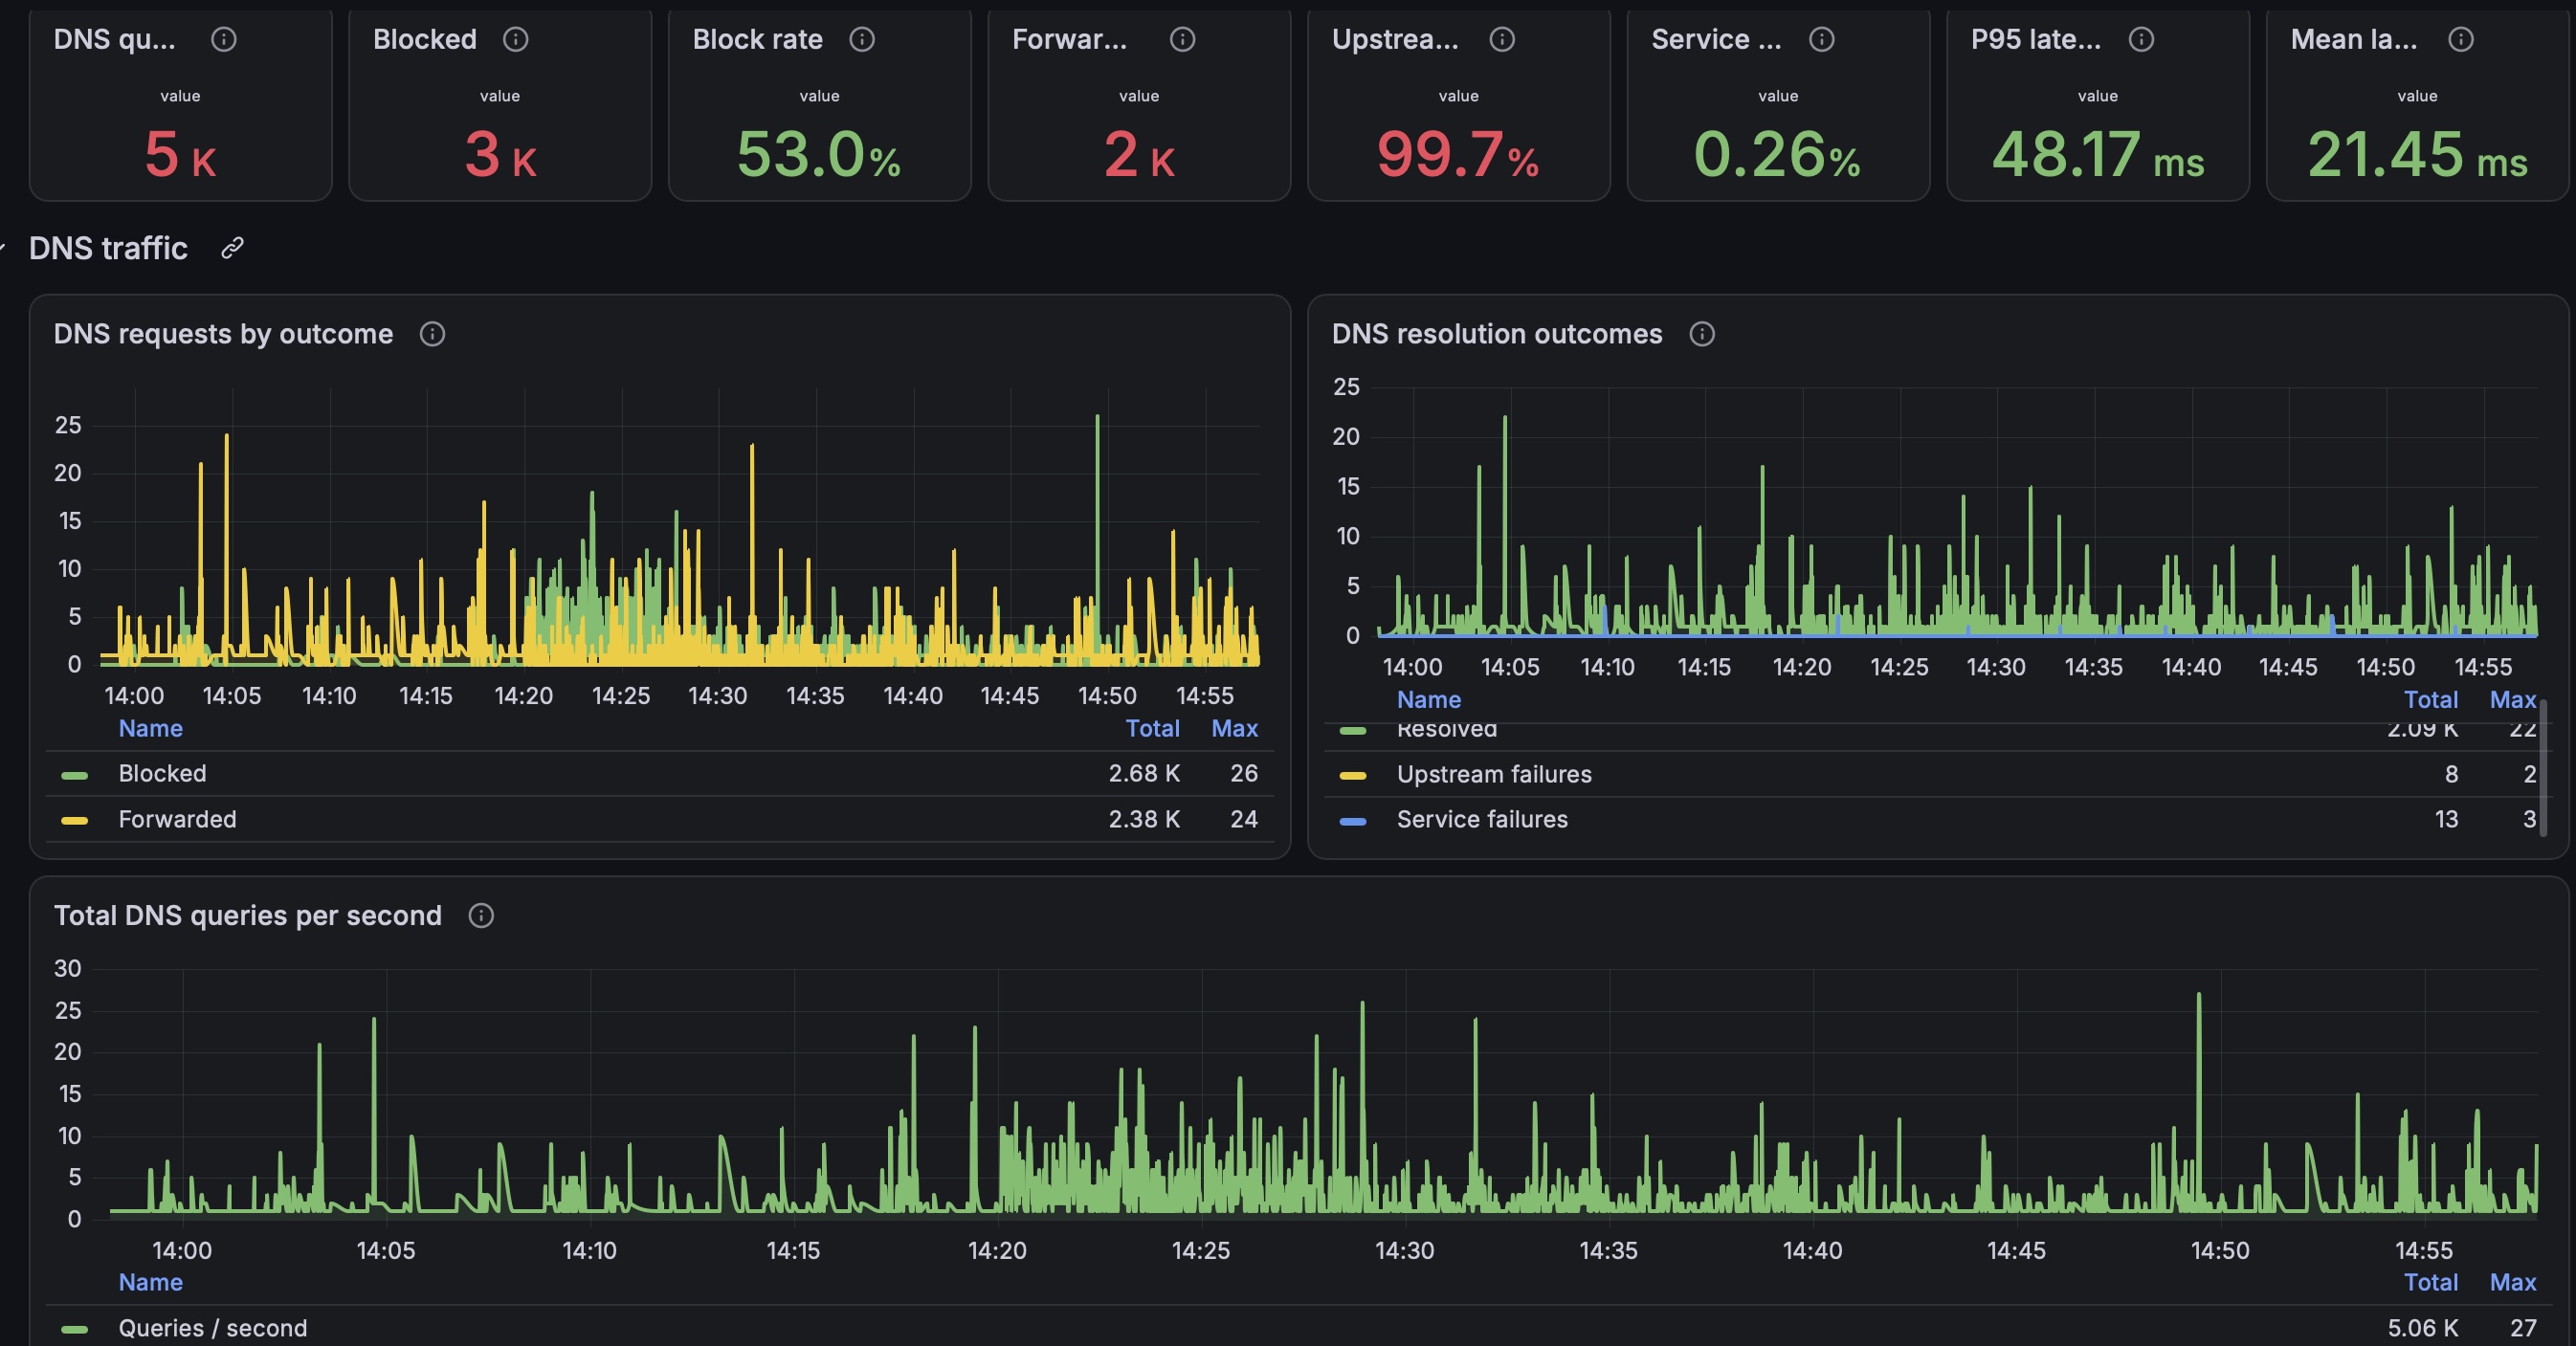 DNS qu...
Blocked
Block rate
Forwar...
Upstrea...
Service ...
P95 late...
Mean la...
value
value
value
value
value
value
value
value
5 K
3 K
53.0%
2 K
99.7%
0.26%
48.17 ms
21.45 ms
DNS traffic
DNS requests by outcome
25
20
15
10
5
0
14:00 14:05 14:10 14:15 14:20 14:25 14:30 14:35 14:40 14:45 14:50 14:55
Name Total Max
Blocked 2.68 K 26
Forwarded 2.38 K 24
DNS resolution outcomes
25
20
15
10
5
0
14:00 14:05 14:10 14:15 14:20 14:25 14:30 14:35 14:40 14:45 14:50 14:55
Name Total Max
Resolved 2.09 K 22
Upstream failures 8 2
Service failures 13 3
Total DNS queries per second
30
25
20
15
10
5
0
14:00 14:05 14:10 14:15 14:20 14:25 14:30 14:35 14:40 14:45 14:50 14:55
Name Total Max
Queries / second 5.06 K 27